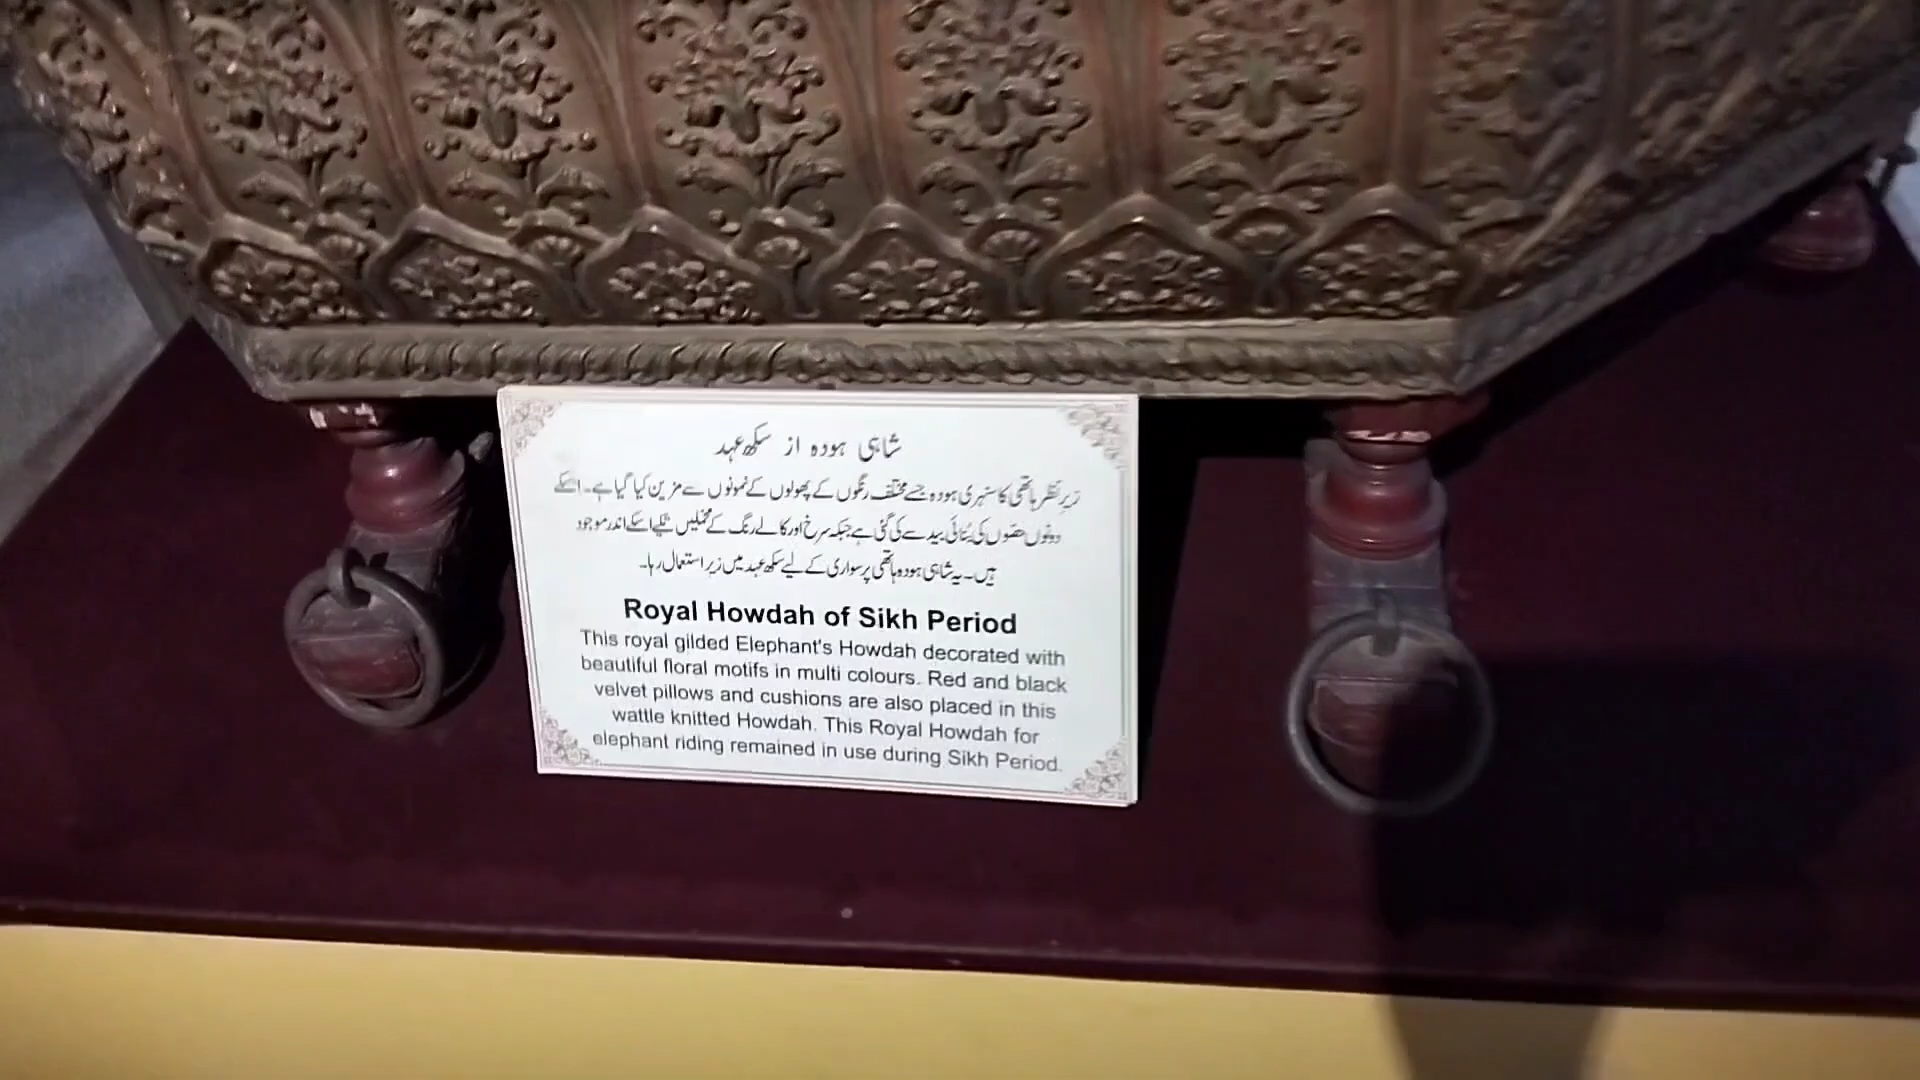 شاہی ہودہ از سکھ عہد
زیرِ نظر ہاتھی کا سنہری ہودہ جسے مختلف رنگوں کے پھولوں کے نمونوں سے مزین کیا گیا ہے۔ اسکے
دونوں حصّوں کی بُنائی بید سے کی گئی ہے جبکہ سرخ اور کالے رنگ کے مخملیں تکیے اسکے اندر موجود
ہیں۔ یہ شاہی ہودہ ہاتھی پر سواری کے لیے سکھ عہد میں زیرِ استعمال رہا۔
Royal Howdah of Sikh Period
This royal gilded Elephant's Howdah decorated with
beautiful floral motifs in multi colours. Red and black
velvet pillows and cushions are also placed in this
wattle knitted Howdah. This Royal Howdah for
elephant riding remained in use during Sikh Period.